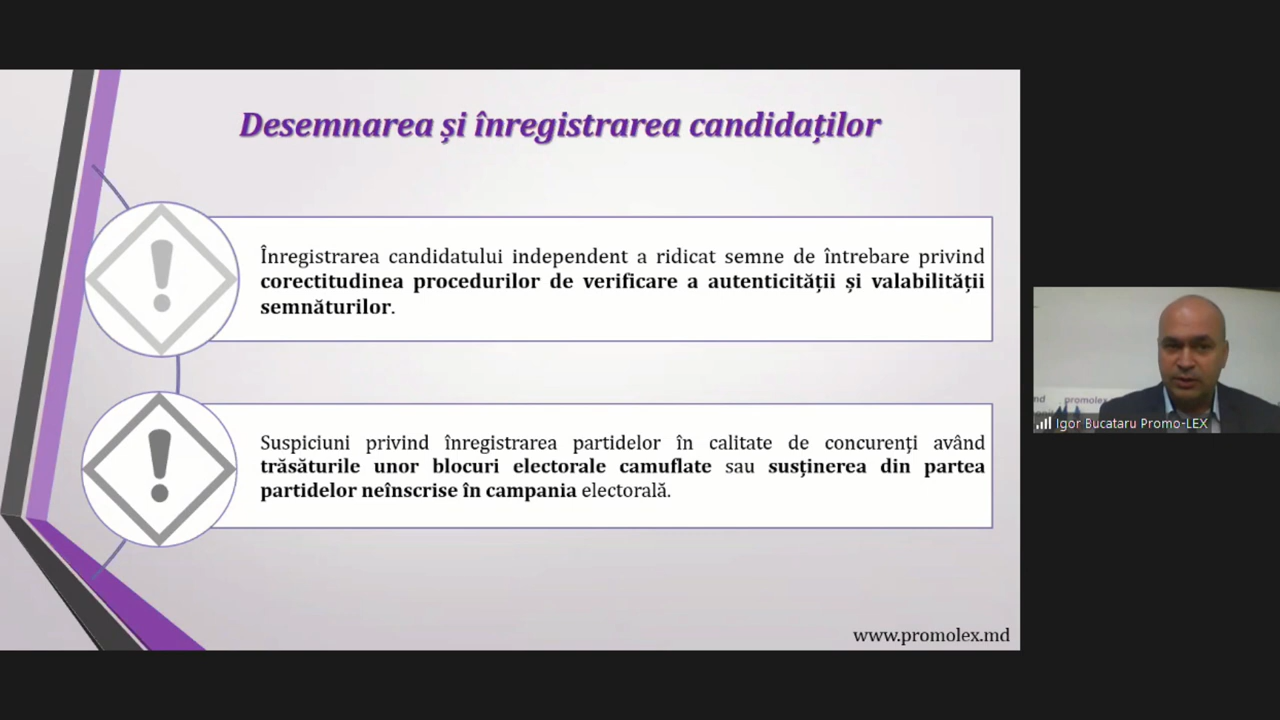 Desemnarea și înregistrarea candidaților
Înregistrarea candidatului independent a ridicat semne de întrebare privind
corectitudinea procedurilor de verificare a autenticității și valabilității
semnăturilor.
Suspiciuni privind înregistrarea partidelor în calitate de concurenți având
trăsăturile unor blocuri electorale camuflate sau susținerea din partea
partidelor neînscrise în campania electorală.
www.promolex.md
promolex
Igor Bucataru Promo-LEX